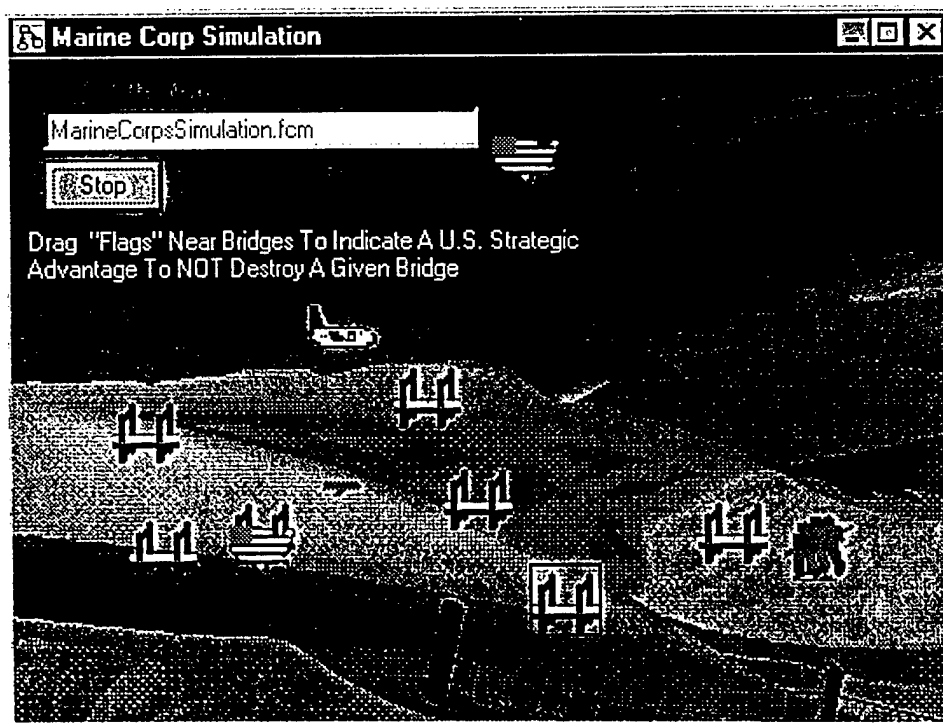 Marine Corp Simulation
MarineCorpsSimulation.fcm
Stop
Drag "Flags" Near Bridges To Indicate A U.S. Strategic
Advantage To NOT Destroy A Given Bridge